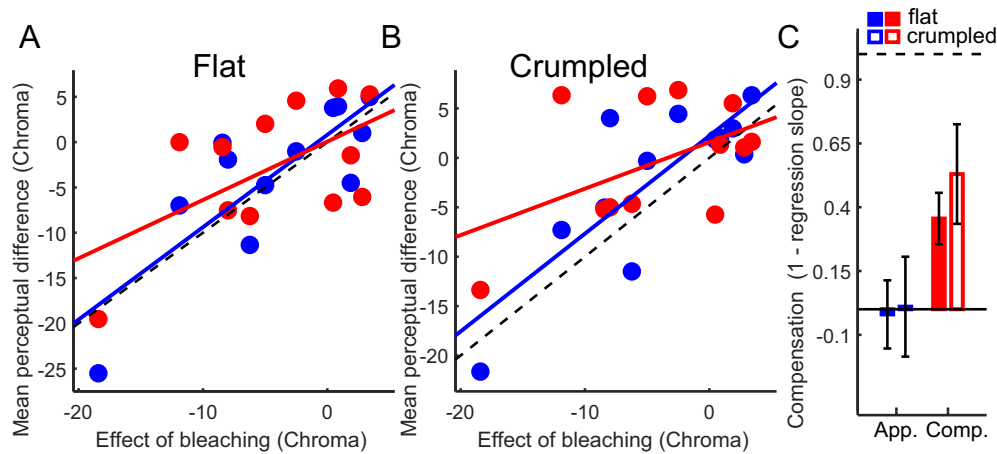 A
Flat
Mean perceptual difference (Chroma)
5
0
-5
-10
-15
-20
-25
-20
-10
0
Effect of bleaching (Chroma)
B
Crumpled
Mean perceptual difference (Chroma)
5
0
-5
-10
-15
-20
-20
-10
0
Effect of bleaching (Chroma)
C
flat
crumpled
Compensation (1 - regression slope)
0.9
0.65
0.4
0.15
-0.1
App. Comp.